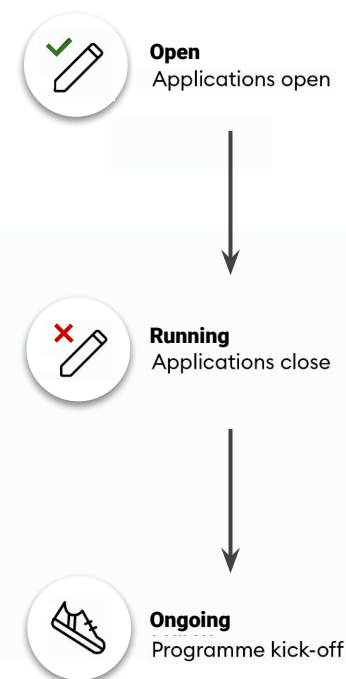 Open
Applications open
Running
Applications close
Ongoing
Programme kick-off